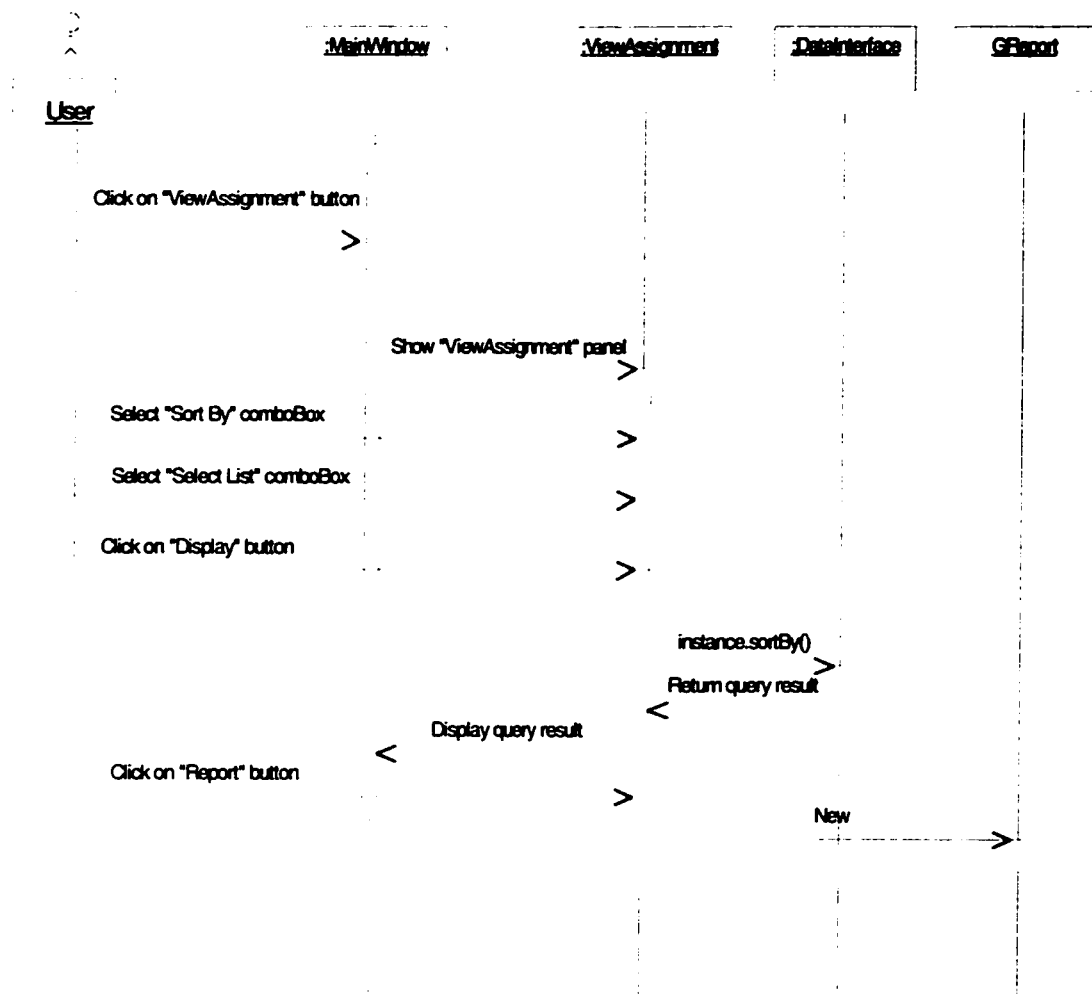 :MainWindow
:ViewAssignment
:DataInterface
GReport
User
Click on "ViewAssignment" button
Show "ViewAssignment" panel
Select "Sort By" comboBox
Select "Select List" comboBox
Click on "Display" button
instance.sortBy()
Return query result
Display query result
Click on "Report" button
New